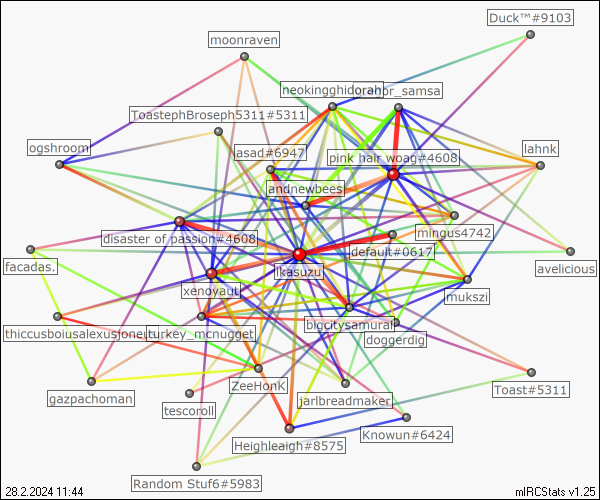 Duck™#9103
moonraven
neokingghidorah
npr_samsa
ToastephBroseph5311#5311
ogshroom
asad#6947
pink hair woag#4608
lahnk
andnewbees
mingus4742
disaster of passion#4608
default#0617
facadas.
ikasuzu
avelicious
xenoyaut
mukszi
bigcitysamurai
thiccusboiusalexusjoneius
turkey_mcnugget
doggerdig
ZeeHonk
gazpachoman
jarlbreadmaker
Toast#5311
tescoroll
Knowun#6424
Heighleaigh#8575
Random Stuf6#5983
28.2.2024 11:44
mIRCStats v1.25